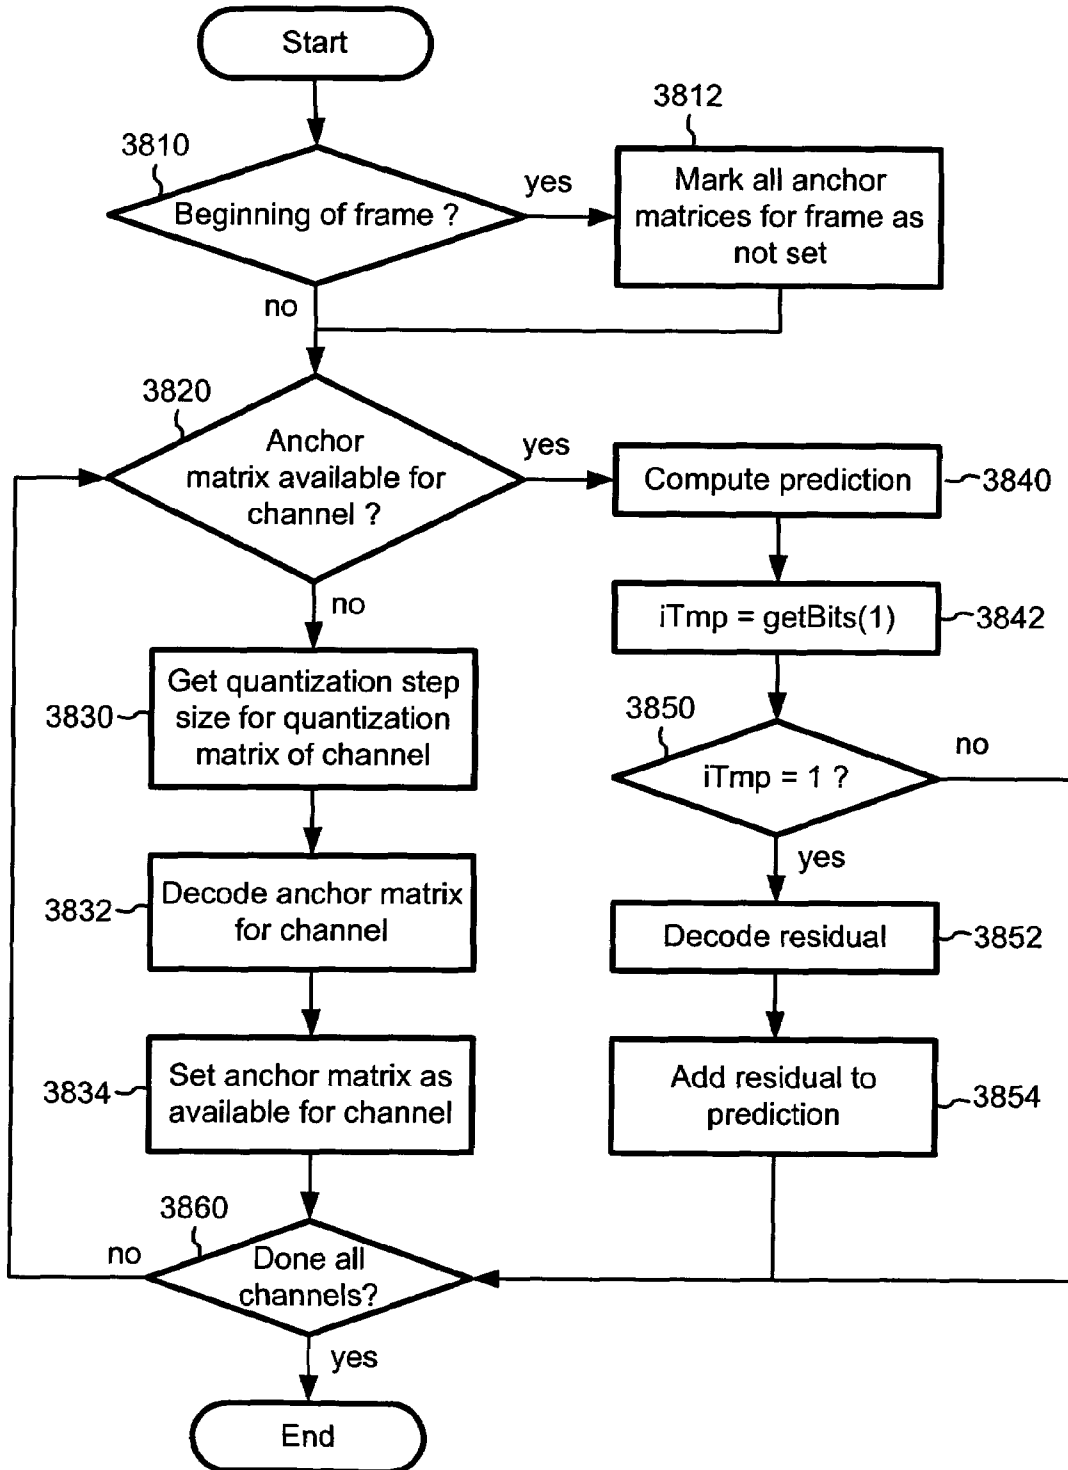 Start
3810
Beginning of frame ?
yes
3812
Mark all anchor
matrices for frame as
not set
no
3820
Anchor
matrix available for
channel ?
yes
Compute prediction
3840
no
iTmp = getBits(1)
3842
3830
Get quantization step
size for quantization
matrix of channel
3850
iTmp = 1 ?
no
yes
3832
Decode anchor matrix
for channel
Decode residual
3852
3834
Set anchor matrix as
available for channel
Add residual to
prediction
3854
3860
Done all
channels?
no
yes
End